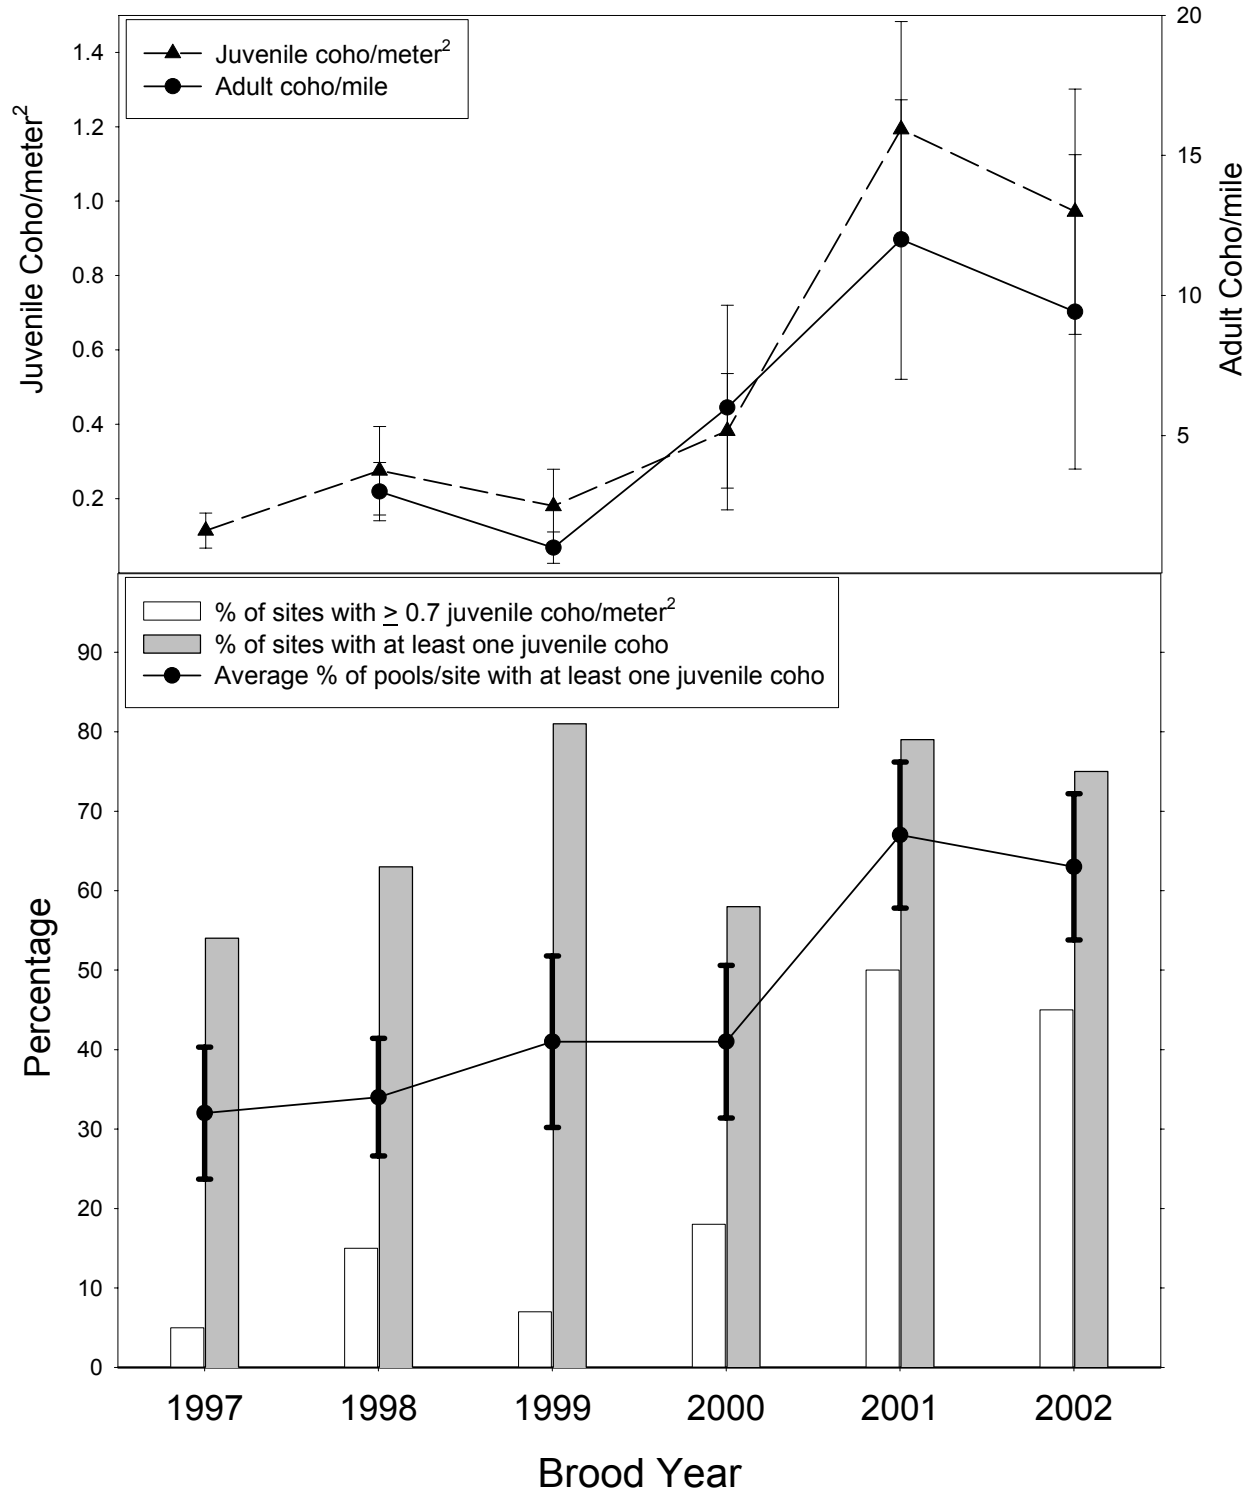 Juvenile coho/meter²
Adult coho/mile
Juvenile Coho/meter²
1.4
1.2
1.0
0.8
0.6
0.4
0.2
Adult Coho/mile
20
15
10
5
% of sites with ≥ 0.7 juvenile coho/meter²
% of sites with at least one juvenile coho
Average % of pools/site with at least one juvenile coho
Percentage
90
80
70
60
50
40
30
20
10
0
1997 1998 1999 2000 2001 2002
Brood Year